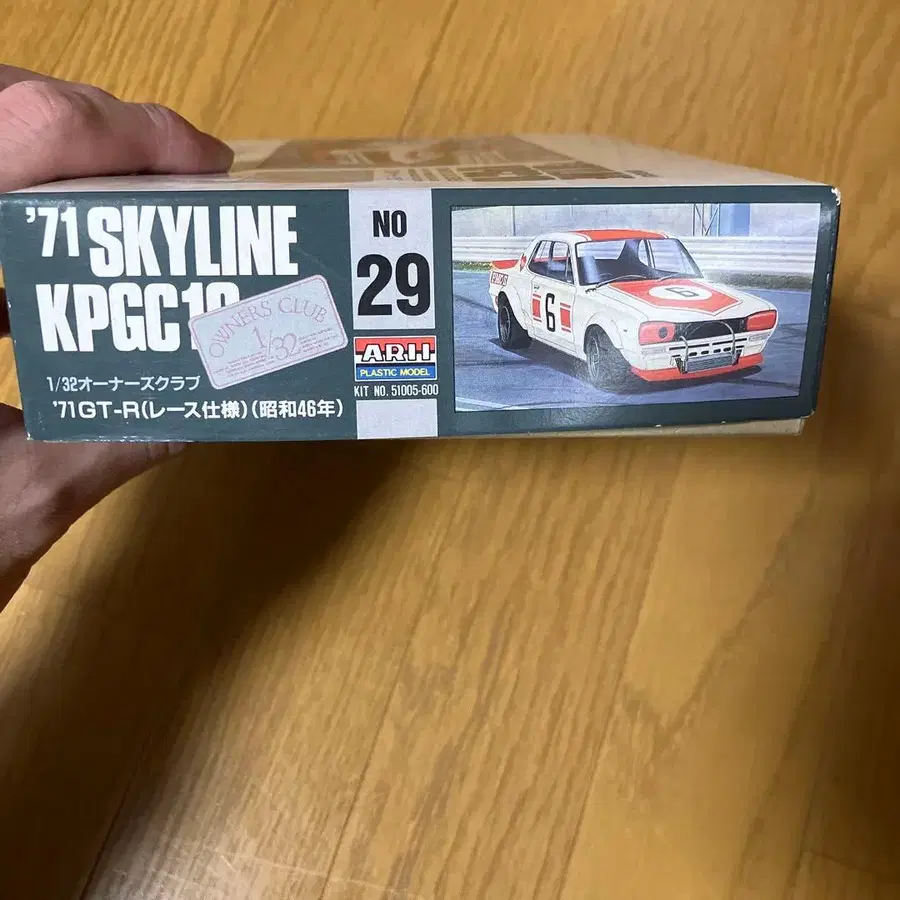 '71 SKYLINE
KPGC10
OWNERS CLUB
1/32
1/32オーナーズクラブ
'71GT-R(レース仕様)(昭和46年)
NO
29
ARII
PLASTIC MODEL
KIT NO. 51005-600
6
6